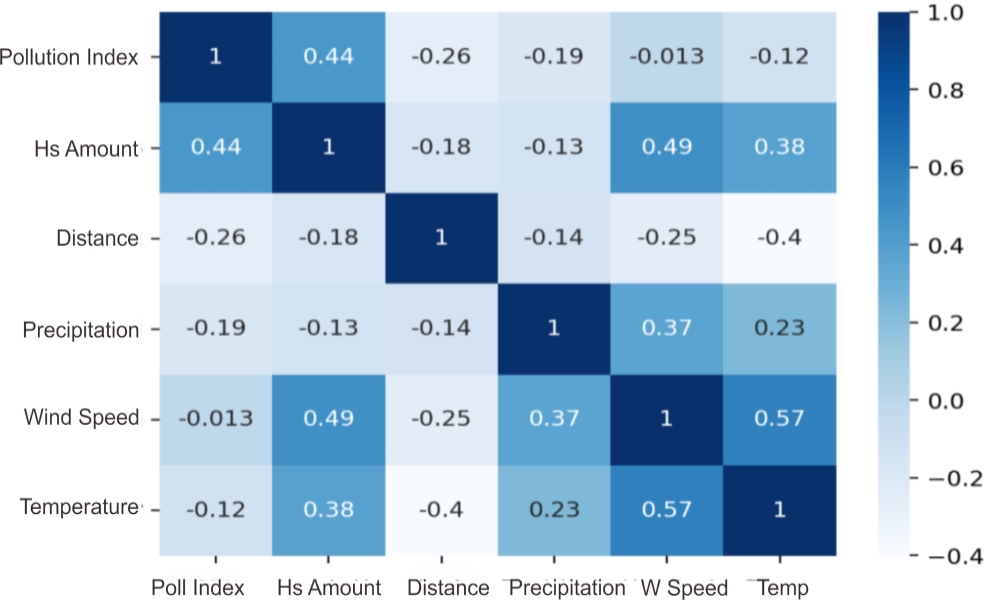 Pollution Index 1 0.44 -0.26 -0.19 -0.013 -0.12
Hs Amount 0.44 1 -0.18 -0.13 0.49 0.38
Distance -0.26 -0.18 1 -0.14 -0.25 -0.4
Precipitation -0.19 -0.13 -0.14 1 0.37 0.23
Wind Speed -0.013 0.49 -0.25 0.37 1 0.57
Temperature -0.12 0.38 -0.4 0.23 0.57 1
Poll Index Hs Amount Distance Precipitation W Speed Temp
1.0
0.8
0.6
0.4
0.2
0.0
−0.2
−0.4